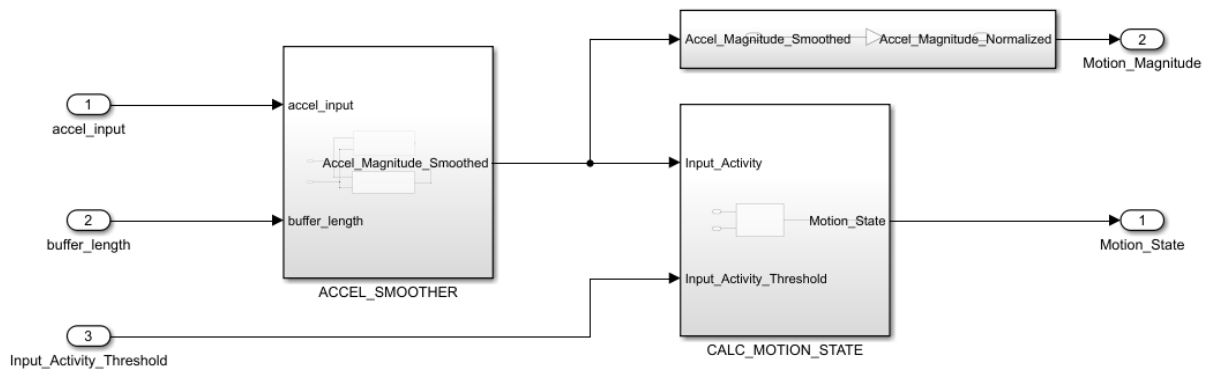 Accel_Magnitude_Smoothed
Accel_Magnitude_Normalized
2
Motion_Magnitude
1
accel_input
accel_input
Accel_Magnitude_Smoothed
Input_Activity
2
buffer_length
buffer_length
Motion_State
1
Motion_State
Input_Activity_Threshold
ACCEL_SMOOTHER
3
Input_Activity_Threshold
CALC_MOTION_STATE